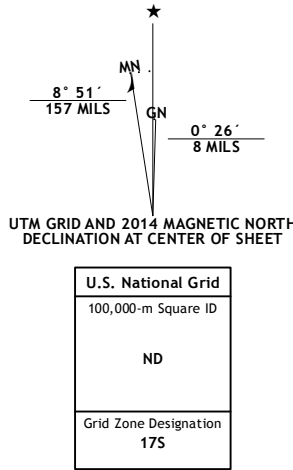 ★
MN
GN
8° 51´
157 MILS
0° 26´
8 MILS
UTM GRID AND 2014 MAGNETIC NORTH
DECLINATION AT CENTER OF SHEET
U.S. National Grid
100,000-m Square ID
ND
Grid Zone Designation
17S